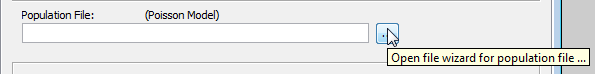 Population File: (Poisson Model)
Open file wizard for population file ...